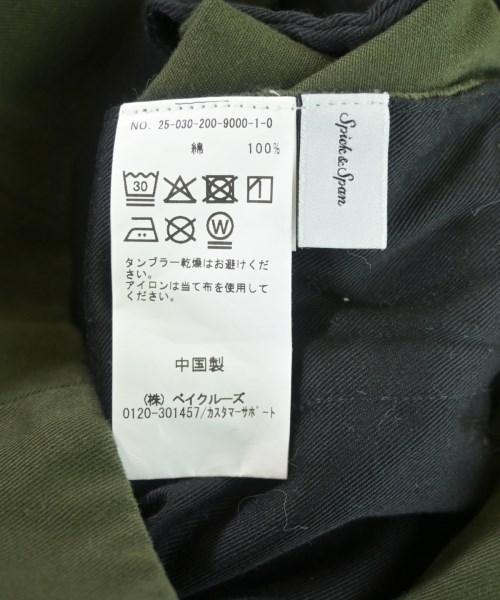 NO. 25-030-200-9000-1-0
綿 100%
30
W
タンブラー乾燥はお避けくだ
さい。
アイロンは当て布を使用して
ください。
中国製
(株) ベイクルーズ
0120-301457/カスタマーサポート
Spick&Span